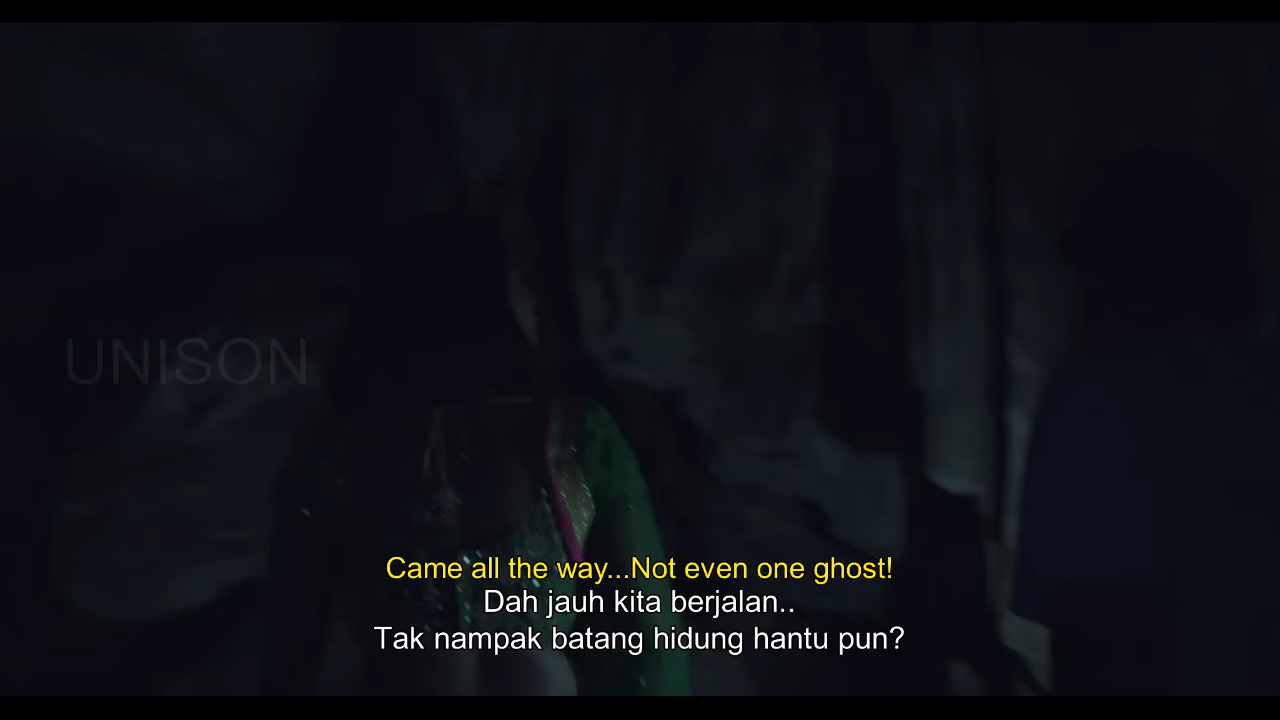 UNISON
Came all the way...Not even one ghost!
Dah jauh kita berjalan..
Tak nampak batang hidung hantu pun?